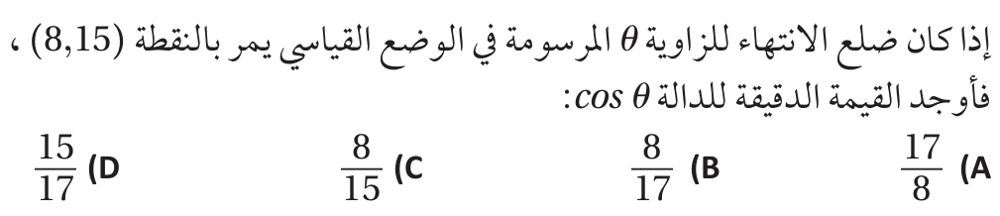 إذا كان ضلع الانتهاء للزاوية θ المرسومة في الوضع القياسي يمر بالنقطة (8,15) ،
فأوجد القيمة الدقيقة للدالة cos θ:
A) 17/8 B) 8/17 C) 8/15 D) 15/17